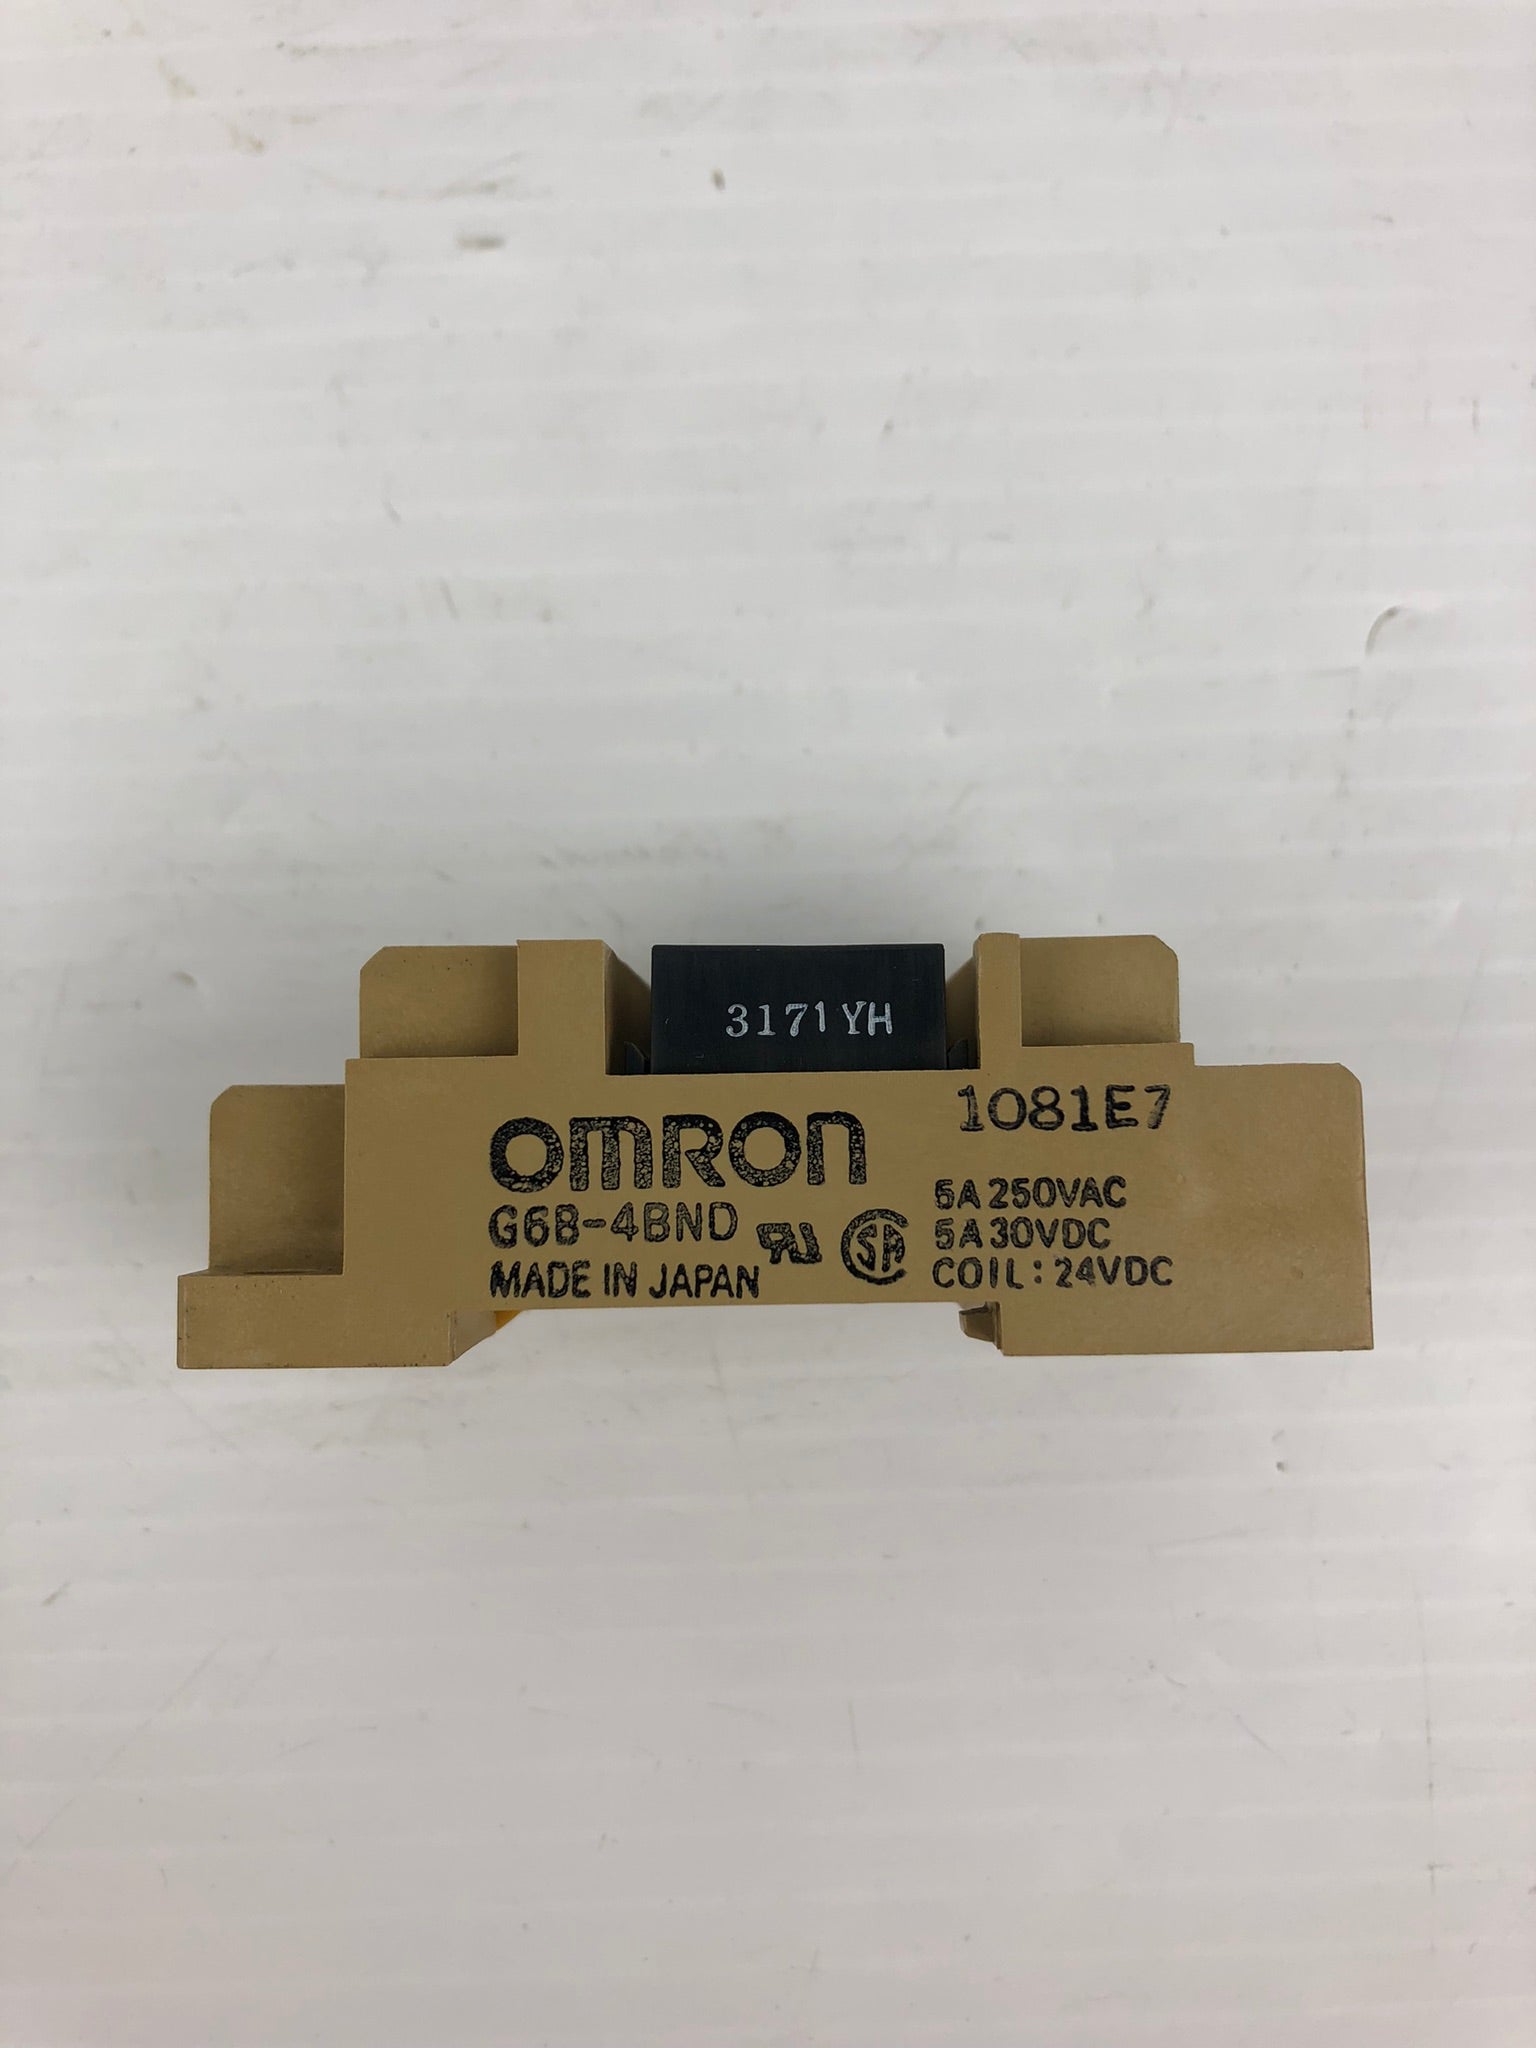 3171YH
omron
1081E7
G6B-4BND
MADE IN JAPAN
5A 250VAC
5A 30VDC
COIL: 24VDC